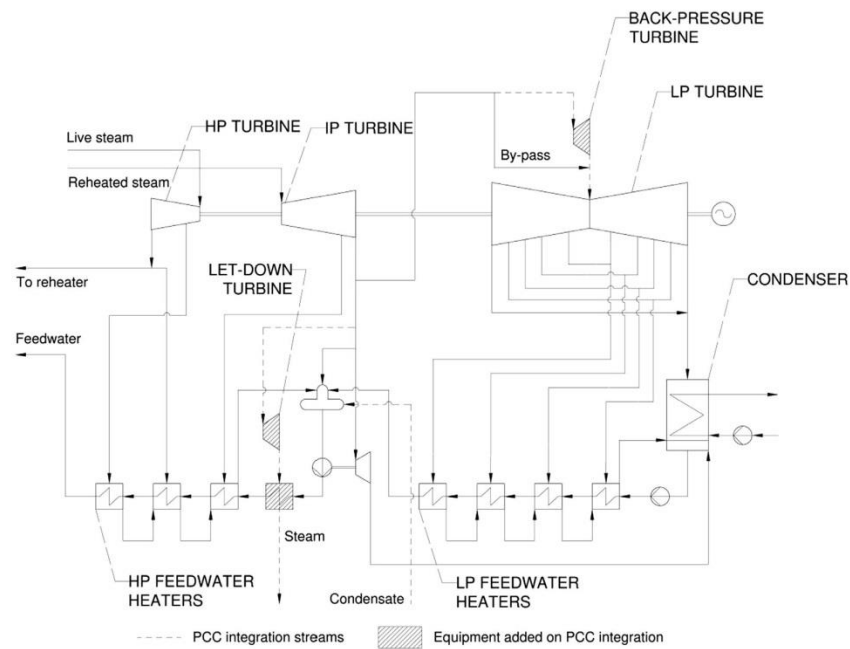 BACK-PRESSURE
TURBINE
LP TURBINE
HP TURBINE
IP TURBINE
Live steam
By-pass
Reheated steam
LET-DOWN
TURBINE
CONDENSER
To reheater
Feedwater
Steam
HP FEEDWATER
HEATERS
Condensate
LP FEEDWATER
HEATERS
PCC integration streams
Equipment added on PCC integration